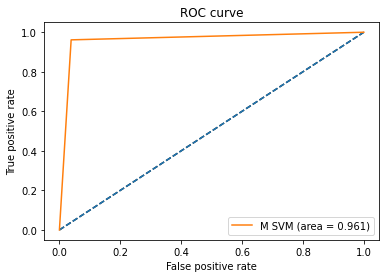 ROC curve
1.0
0.8
0.6
0.4
0.2
0.0
True positive rate
M SVM (area = 0.961)
0.0 0.2 0.4 0.6 0.8 1.0
False positive rate